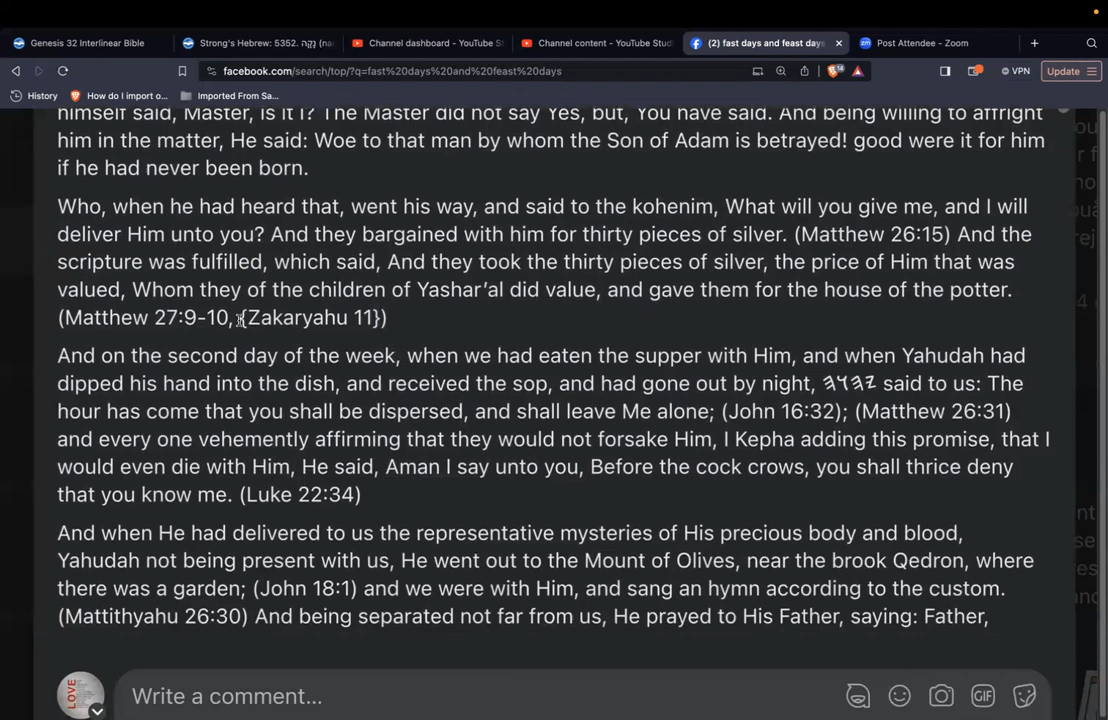 Genesis 32 Interlinear Bible
Strong's Hebrew: 5352. נָקָה (na
Channel dashboard - YouTube St
Channel content - YouTube Studi
(2) fast days and feast days
Post Attendee - Zoom
facebook.com/search/top/?q=fast%20days%20and%20feast%20days
VPN
Update
History
How do I import o...
Imported From Sa...
himself said, Master, is it I? The Master did not say Yes, but, You have said. And being willing to affright
him in the matter, He said: Woe to that man by whom the Son of Adam is betrayed! good were it for him
if he had never been born.
Who, when he had heard that, went his way, and said to the kohenim, What will you give me, and I will
deliver Him unto you? And they bargained with him for thirty pieces of silver. (Matthew 26:15) And the
scripture was fulfilled, which said, And they took the thirty pieces of silver, the price of Him that was
valued, Whom they of the children of Yashar'al did value, and gave them for the house of the potter.
(Matthew 27:9-10, {Zakaryahu 11})
And on the second day of the week, when we had eaten the supper with Him, and when Yahudah had
dipped his hand into the dish, and received the sop, and had gone out by night, 𐤉𐤄𐤅𐤄 said to us: The
hour has come that you shall be dispersed, and shall leave Me alone; (John 16:32); (Matthew 26:31)
and every one vehemently affirming that they would not forsake Him, I Kepha adding this promise, that I
would even die with Him, He said, Aman I say unto you, Before the cock crows, you shall thrice deny
that you know me. (Luke 22:34)
And when He had delivered to us the representative mysteries of His precious body and blood,
Yahudah not being present with us, He went out to the Mount of Olives, near the brook Qedron, where
there was a garden; (John 18:1) and we were with Him, and sang an hymn according to the custom.
(Mattithyahu 26:30) And being separated not far from us, He prayed to His Father, saying: Father,
LOVE
Write a comment...
GIF